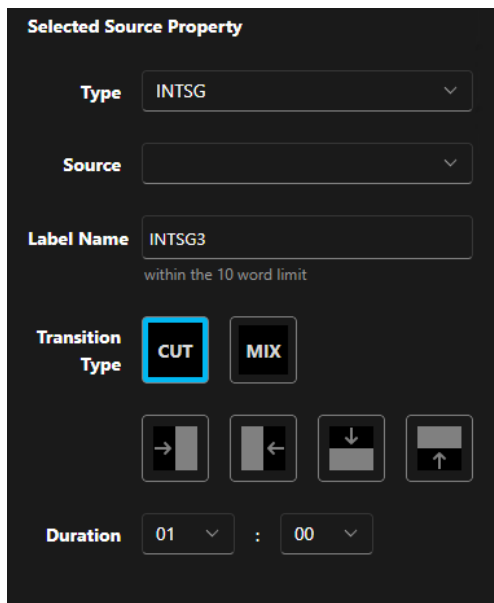 Selected Source Property
Type INTSG
Source
Label Name INTSG3
within the 10 word limit
Transition
Type
CUT MIX
Duration 01 : 00